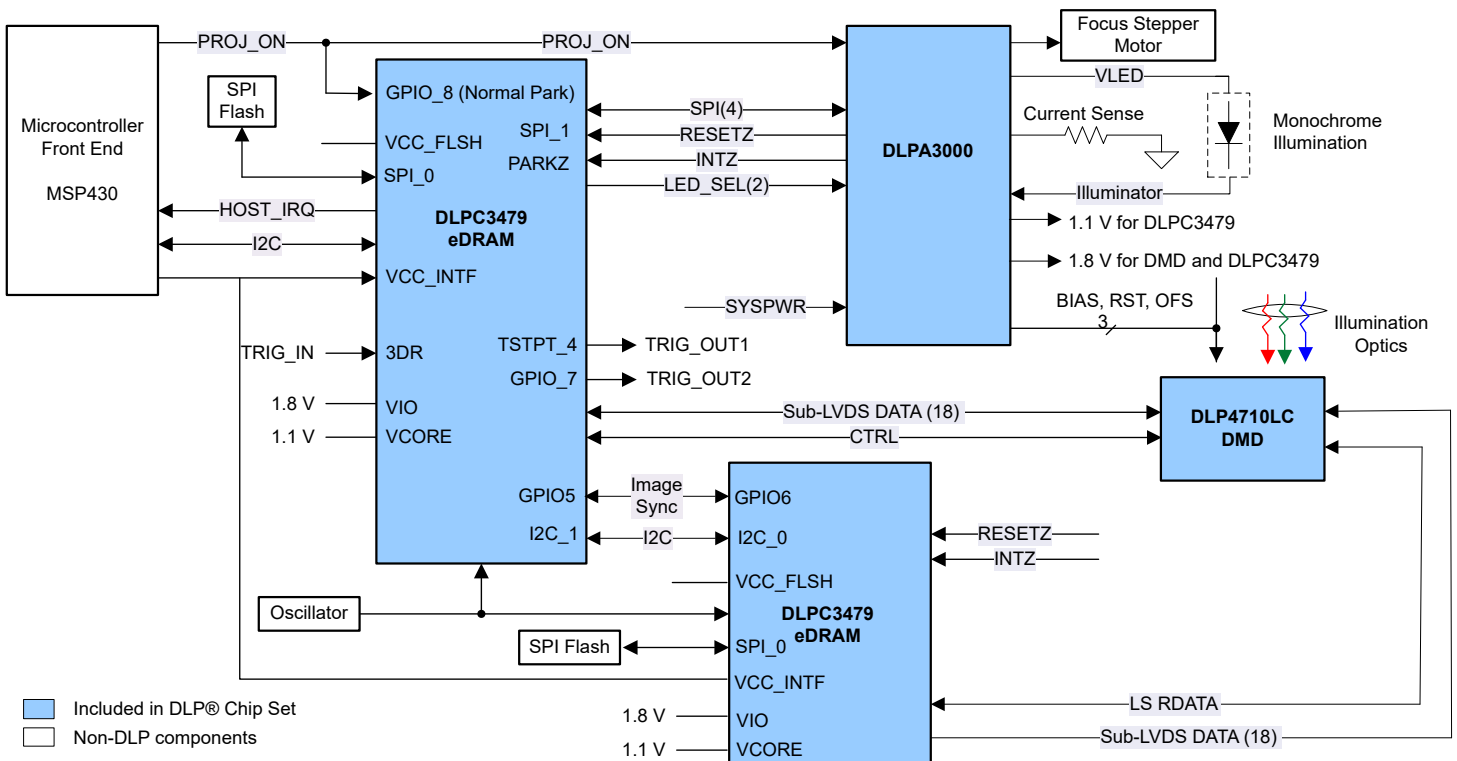 PROJ_ON
PROJ_ON
Focus Stepper
Motor
Microcontroller
Front End
MSP430
SPI
Flash
GPIO_8 (Normal Park)
VCC_FLSH
SPI_0
SPI_1
PARKZ
DLPC3479
eDRAM
HOST_IRQ
I2C
VCC_INTF
SPI(4)
RESETZ
INTZ
LED_SEL(2)
DLPA3000
VLED
Current Sense
Monochrome
Illumination
Illuminator
1.1 V for DLPC3479
1.8 V for DMD and DLPC3479
BIAS, RST, OFS
3
SYSPWR
Illumination
Optics
TRIG_IN
3DR
TSTPT_4
TRIG_OUT1
GPIO_7
TRIG_OUT2
1.8 V
VIO
1.1 V
VCORE
Sub-LVDS DATA (18)
CTRL
DLP4710LC
DMD
GPIO5
Image
Sync
GPIO6
I2C_1
I2C
I2C_0
RESETZ
INTZ
VCC_FLSH
Oscillator
DLPC3479
eDRAM
SPI Flash
SPI_0
VCC_INTF
LS RDATA
1.8 V
VIO
Sub-LVDS DATA (18)
1.1 V
VCORE
Included in DLP® Chip Set
Non-DLP components